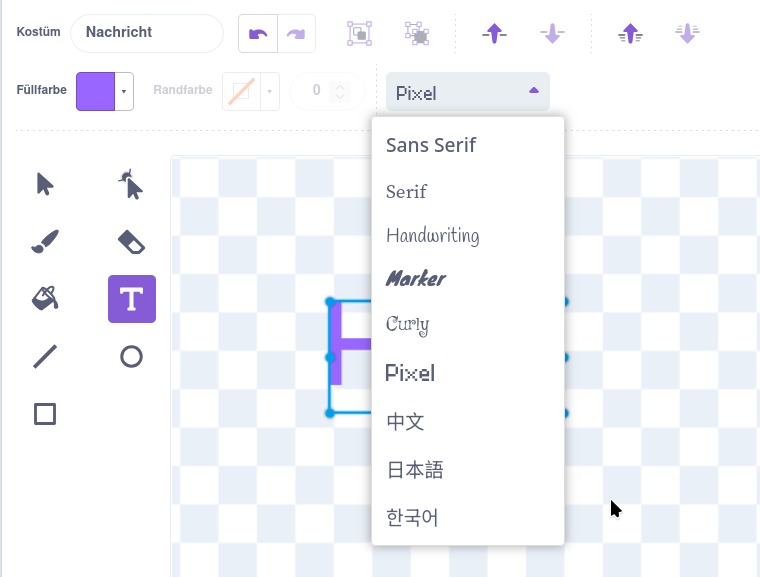 Kostüm Nachricht
Füllfarbe Randfarbe 0 Pixel
Sans Serif
Serif
Handwriting
Marker
Curly
Pixel
中文
日本語
한국어
T